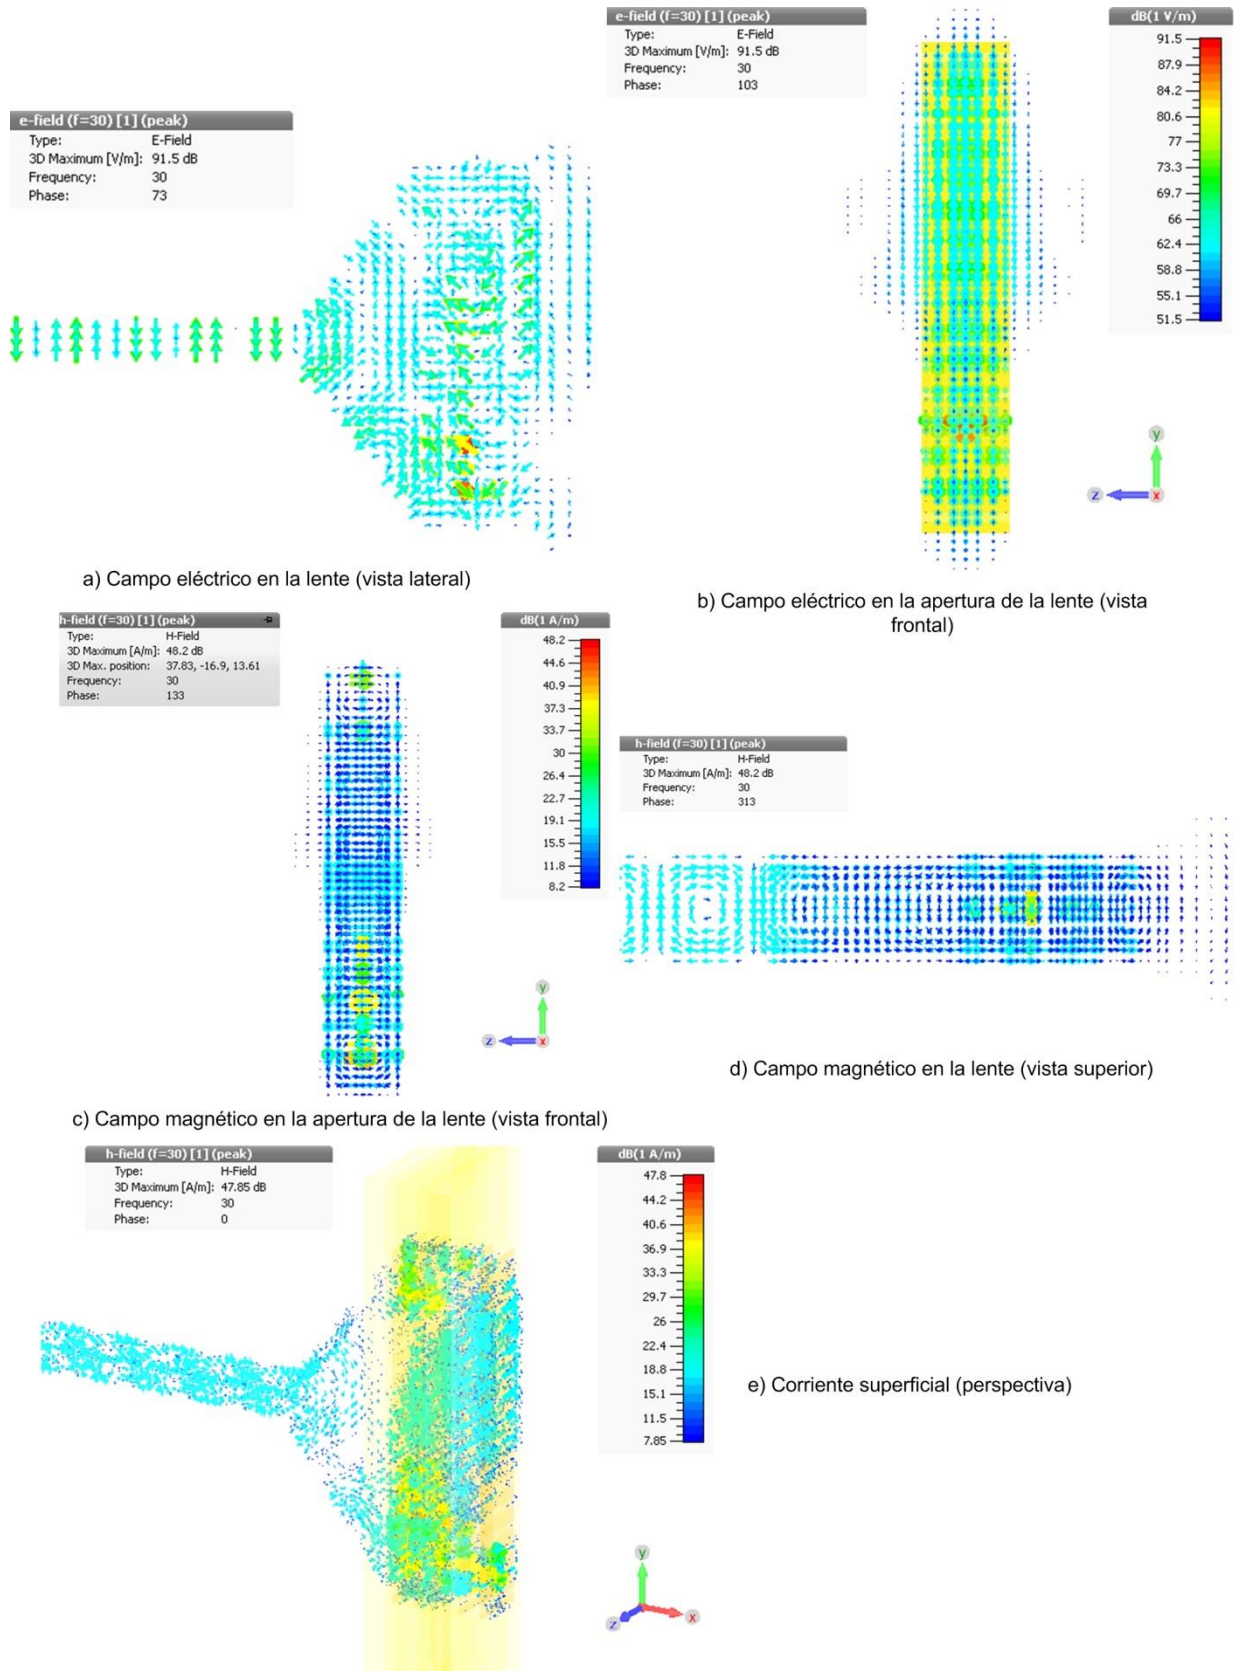 e-field (f=30) [1] (peak)
Type: E-Field
3D Maximum [V/m]: 91.5 dB
Frequency: 30
Phase: 73
e-field (f=30) [1] (peak)
Type: E-Field
3D Maximum [V/m]: 91.5 dB
Frequency: 30
Phase: 103
dB(1 V/m)
91.5
87.9
84.2
80.6
77
73.3
69.7
66
62.4
58.8
55.1
51.5
y
z
x
a) Campo eléctrico en la lente (vista lateral)
b) Campo eléctrico en la apertura de la lente (vista
frontal)
h-field (f=30) [1] (peak)
Type: H-Field
3D Maximum [A/m]: 48.2 dB
3D Max. position: 37.83, -16.9, 13.61
Frequency: 30
Phase: 133
dB(1 A/m)
48.2
44.6
40.9
37.3
33.7
30
26.4
22.7
19.1
15.5
11.8
8.2
y
z
x
c) Campo magnético en la apertura de la lente (vista frontal)
h-field (f=30) [1] (peak)
Type: H-Field
3D Maximum [A/m]: 48.2 dB
Frequency: 30
Phase: 313
d) Campo magnético en la lente (vista superior)
h-field (f=30) [1] (peak)
Type: H-Field
3D Maximum [A/m]: 47.85 dB
Frequency: 30
Phase: 0
dB(1 A/m)
47.8
44.2
40.6
36.9
33.3
29.7
26
22.4
18.8
15.1
11.5
7.85
e) Corriente superficial (perspectiva)
y
z
x